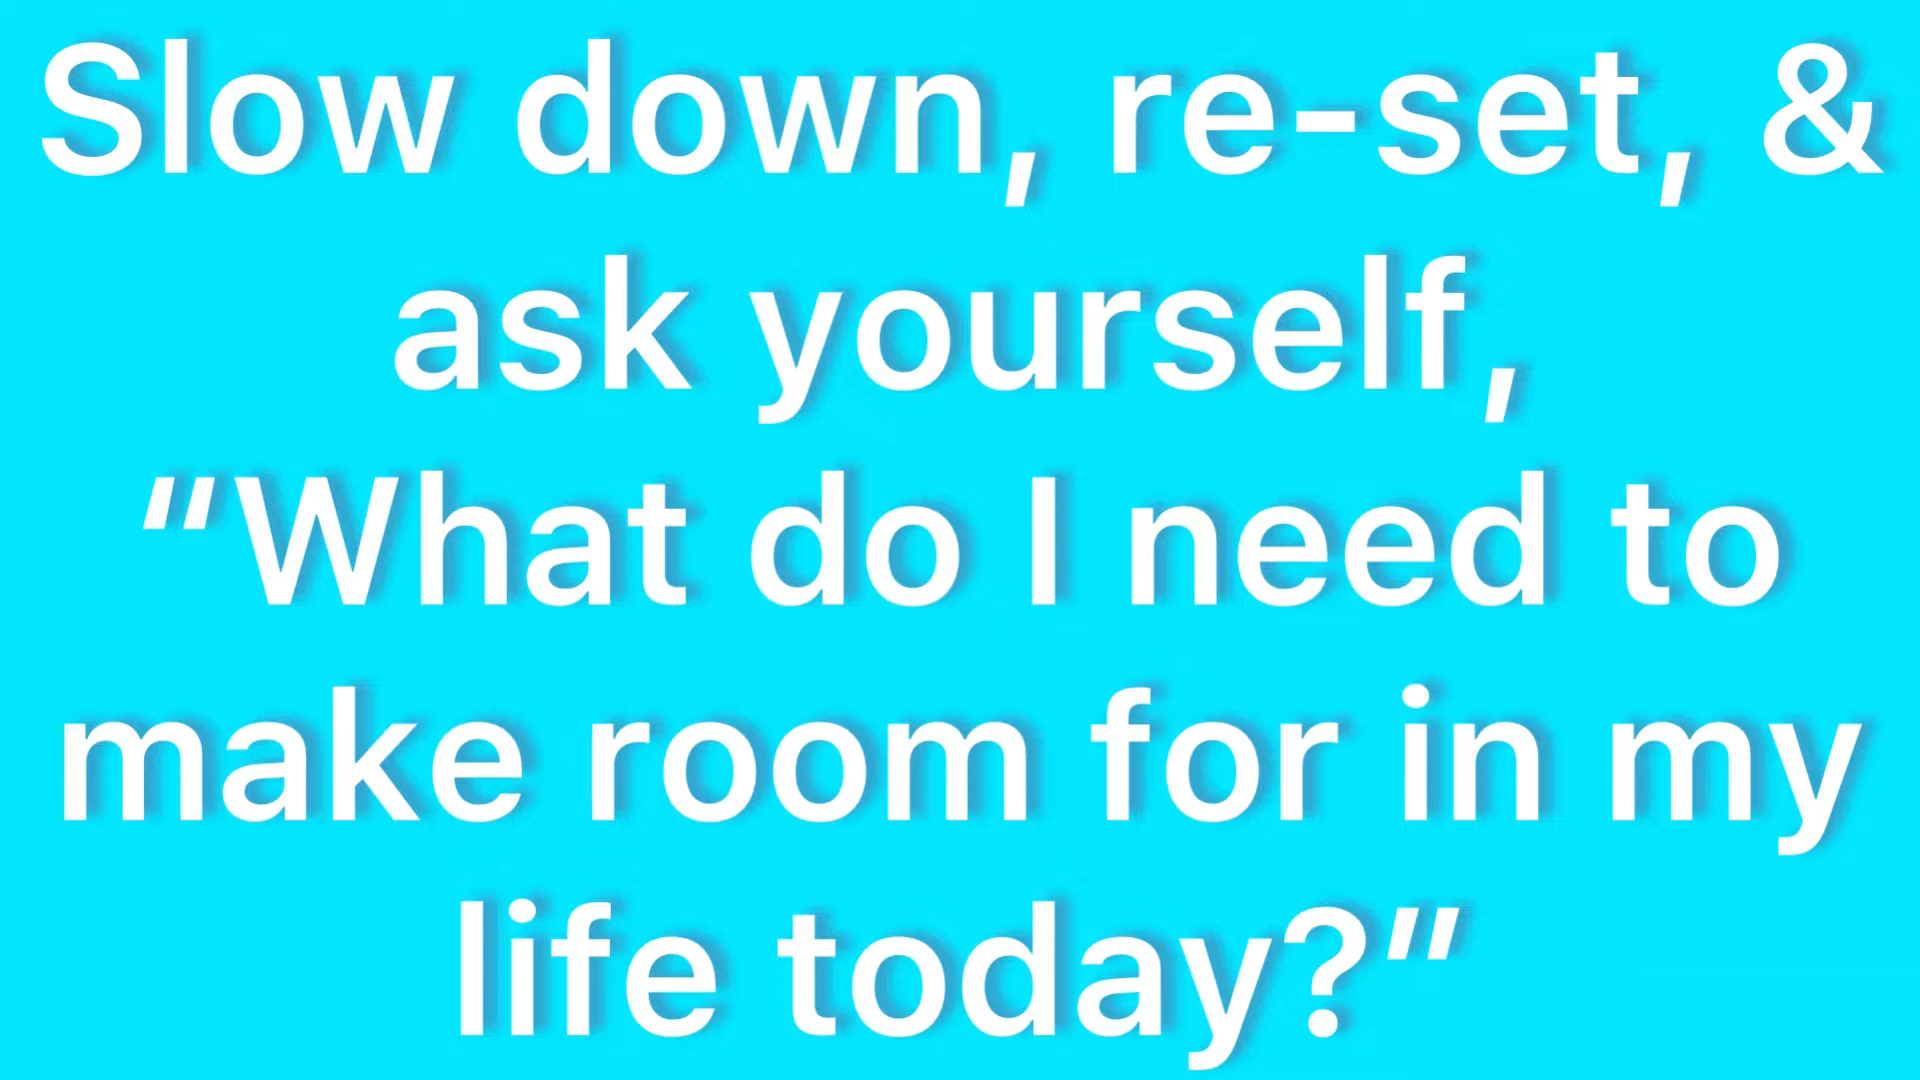 Slow down, re-set, &
ask yourself,
“What do I need to
make room for in my
life today?”